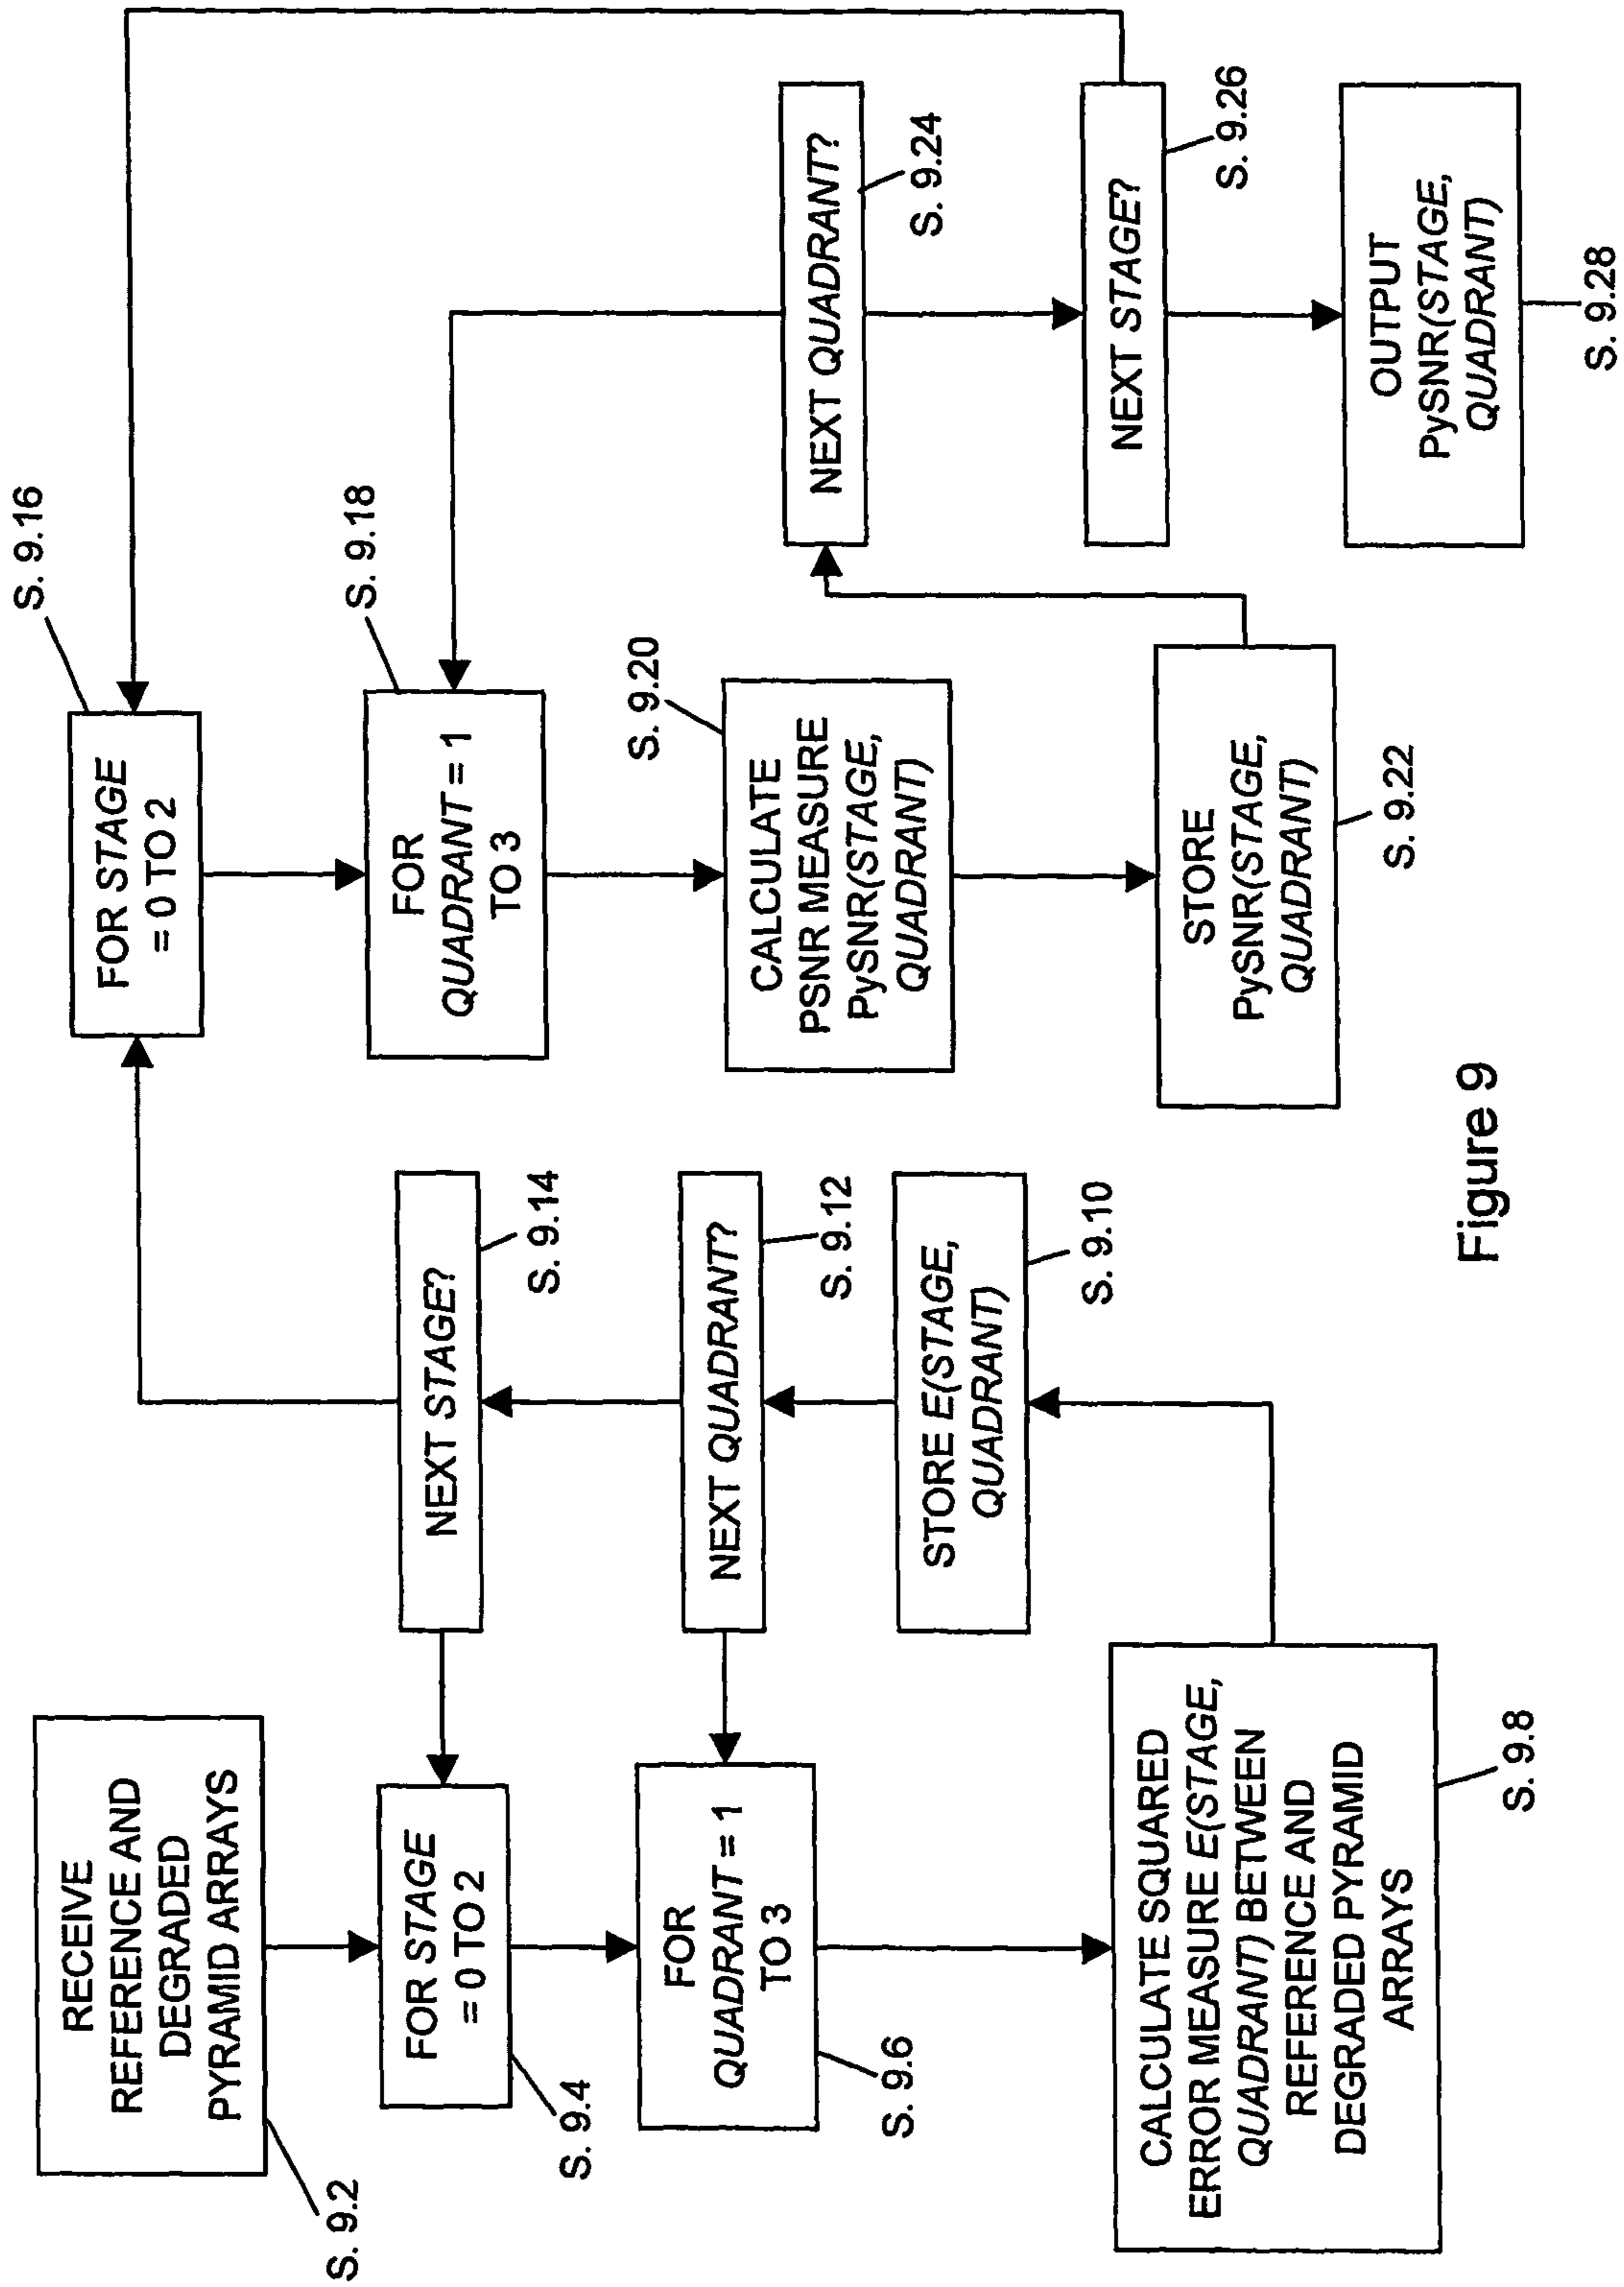 RECEIVE
REFERENCE AND
DEGRADED
PYRAMID ARRAYS
S. 9.2
FOR STAGE
= 0 TO 2
S. 9.4
FOR
QUADRANT = 1
TO 3
S. 9.6
CALCULATE SQUARED
ERROR MEASURE E(STAGE,
QUADRANT) BETWEEN
REFERENCE AND
DEGRADED PYRAMID
ARRAYS
S. 9.8
STORE E(STAGE,
QUADRANT)
S. 9.10
NEXT QUADRANT?
S. 9.12
NEXT STAGE?
S. 9.14
FOR STAGE
= 0 TO 2
S. 9.16
FOR
QUADRANT = 1
TO 3
S. 9.18
CALCULATE
PSNR MEASURE
PySNR(STAGE,
QUADRANT)
S. 9.20
STORE
PySNR(STAGE,
QUADRANT)
S. 9.22
NEXT QUADRANT?
S. 9.24
NEXT STAGE?
S. 9.26
OUTPUT
PySNR(STAGE,
QUADRANT)
S. 9.28
Figure 9